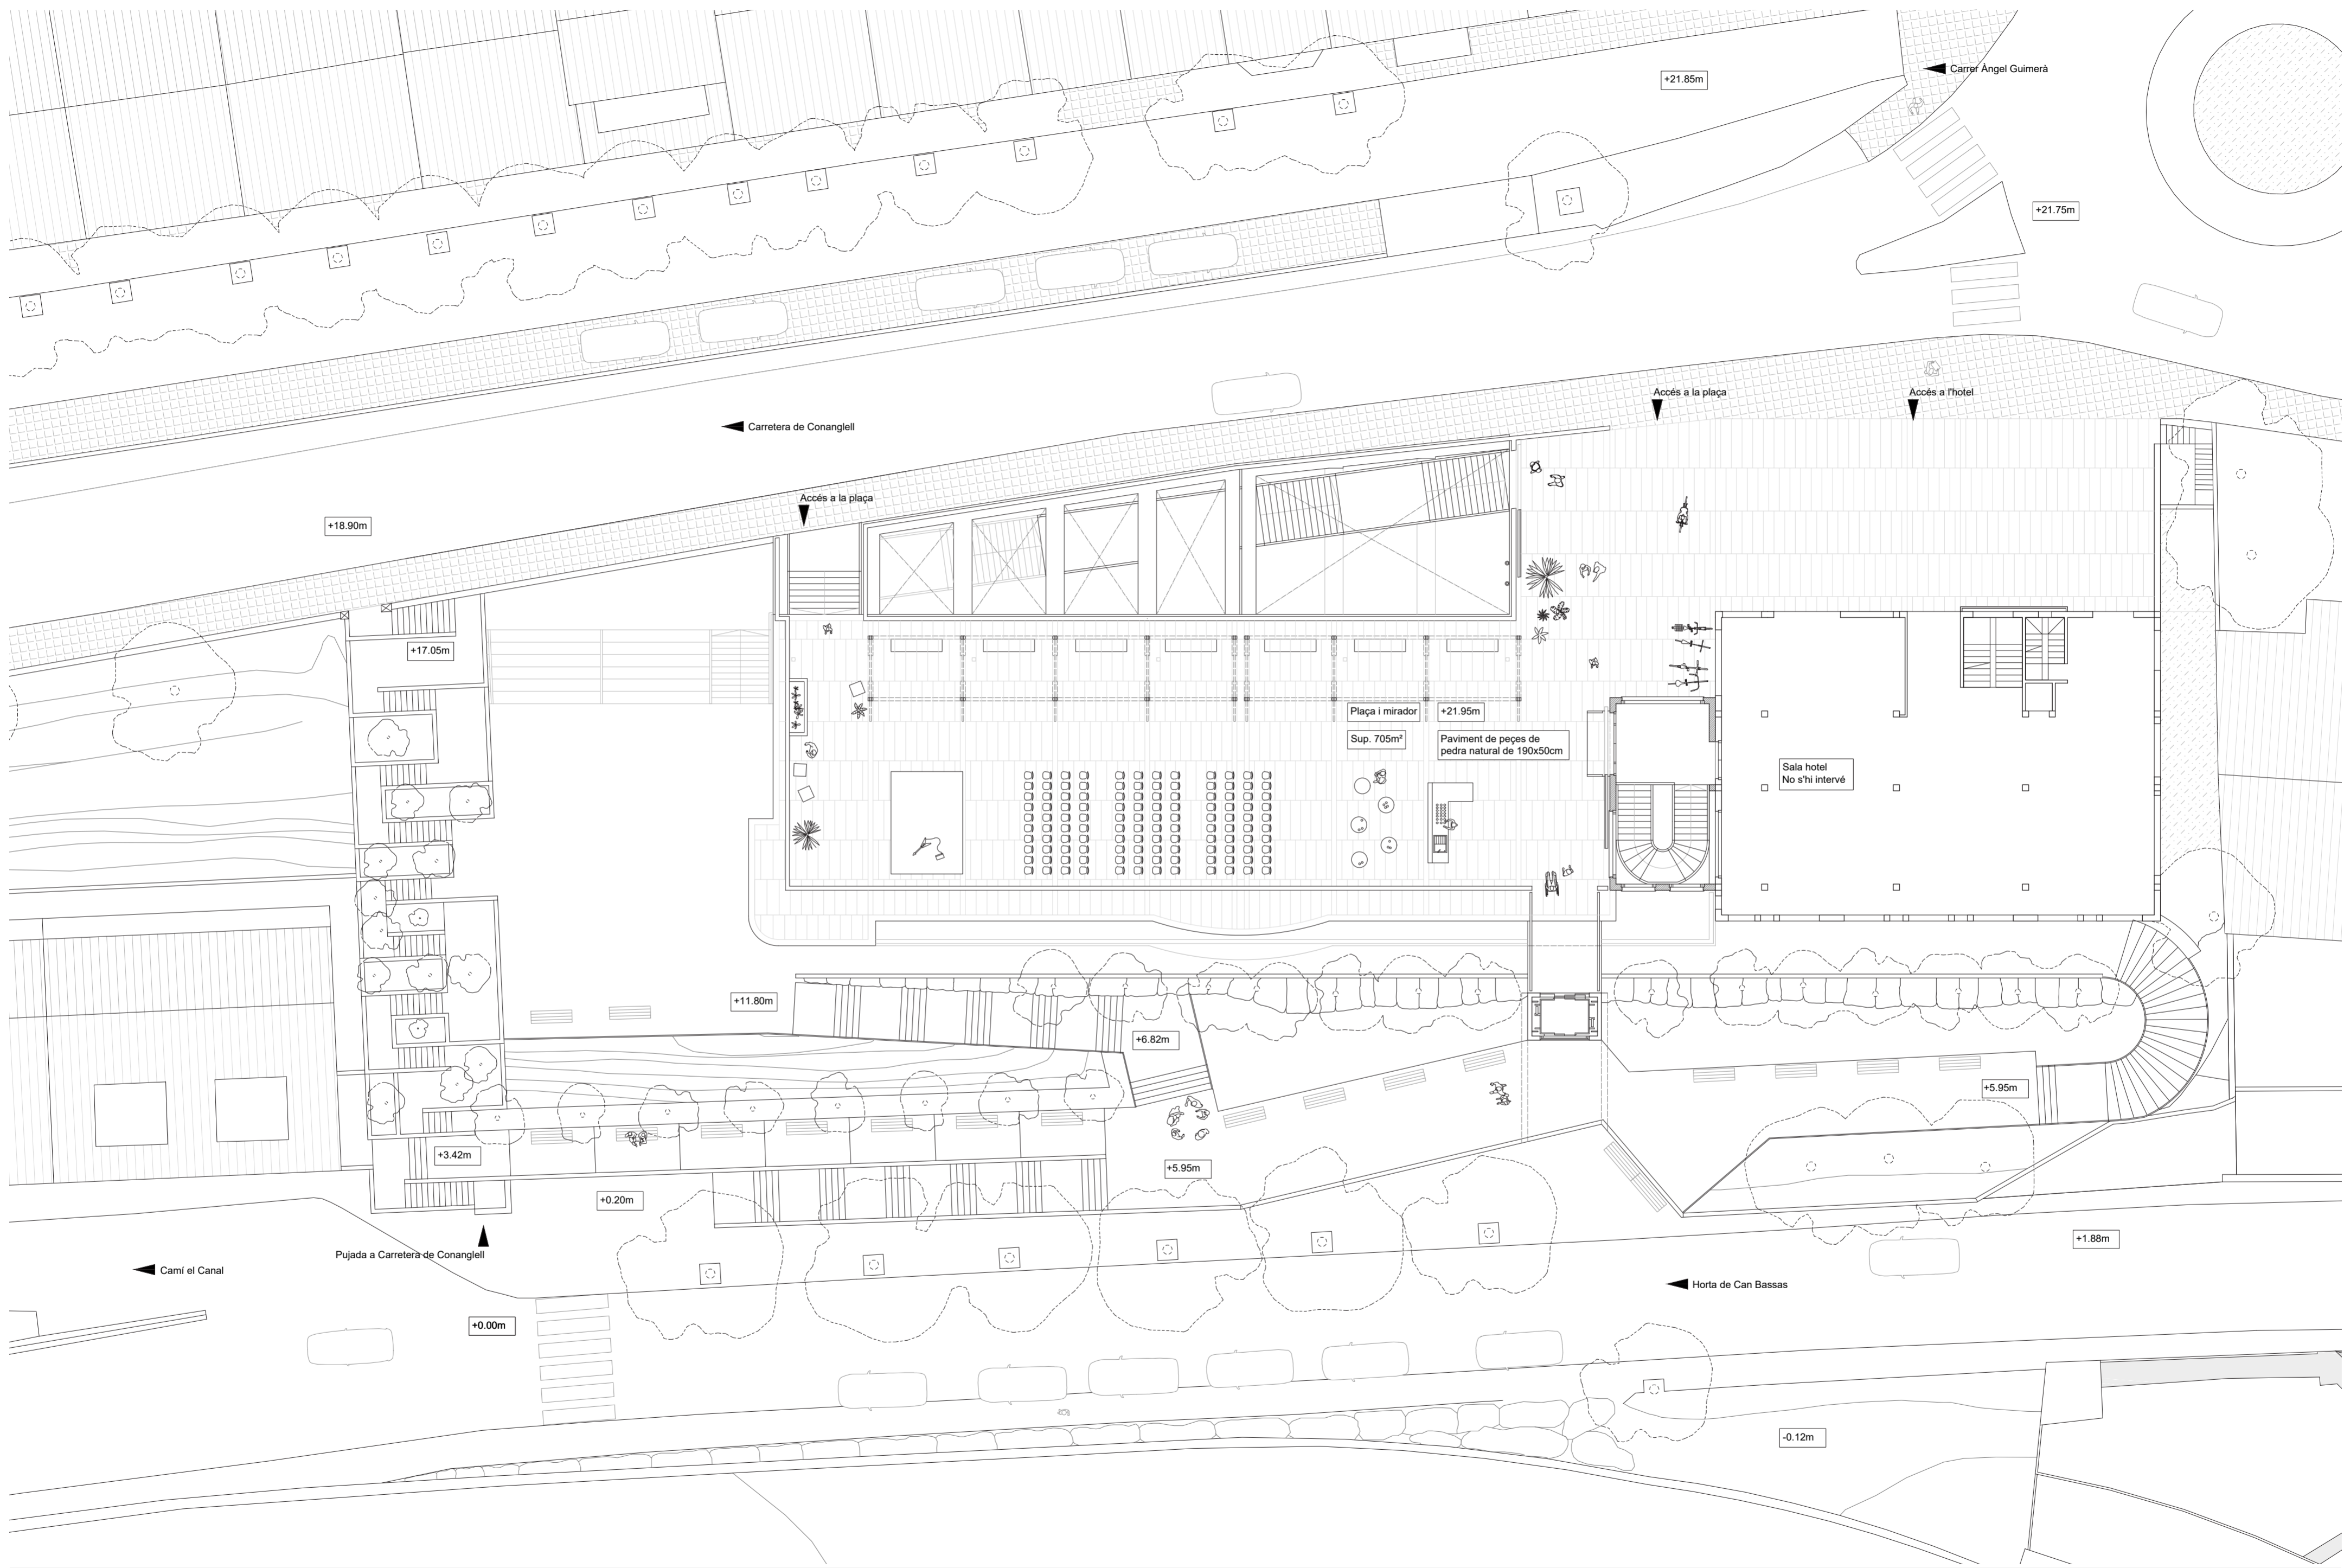 Carrer Àngel Guimerà
+21.85m
+21.75m
Accés a la plaça
Accés a l'hotel
Carretera de Conanglell
Accés a la plaça
+18.90m
+17.05m
Plaça i mirador
+21.95m
Sup. 705m²
Paviment de peçes de
pedra natural de 190x50cm
Sala hotel
No s'hi intervé
+11.80m
+6.82m
+5.95m
+3.42m
+5.95m
+0.20m
+1.88m
Pujada a Carretera de Conanglell
Camí el Canal
Horta de Can Bassas
+0.00m
-0.12m